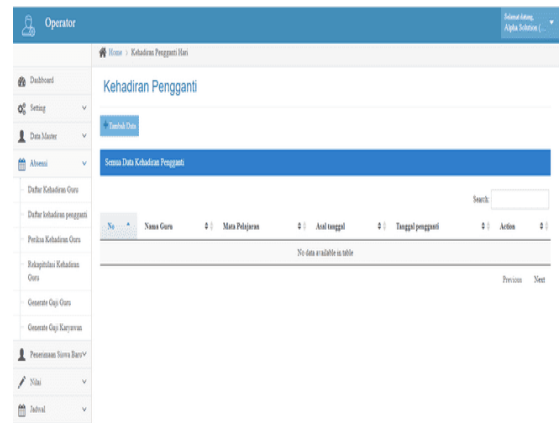 Operator
Selamat datang,
Alpha Solution (...
Home > Kehadiran Pengganti Hari
Dashboard
Kehadiran Pengganti
Setting
Tambah Data
Data Master
Absensi
Semua Data Kehadiran Pengganti
Daftar Kehadiran Guru
Search:
Daftar kehadiran pengganti
No Nama Guru Mata Pelajaran Asal tanggal Tanggal pengganti Action
Periksa Kehadiran Guru
No data available in table
Rekapitulasi Kehadiran
Guru
Previous Next
Generate Gaji Guru
Generate Gaji Karyawan
Penerimaan Siswa Baru
Nilai
Jadwal